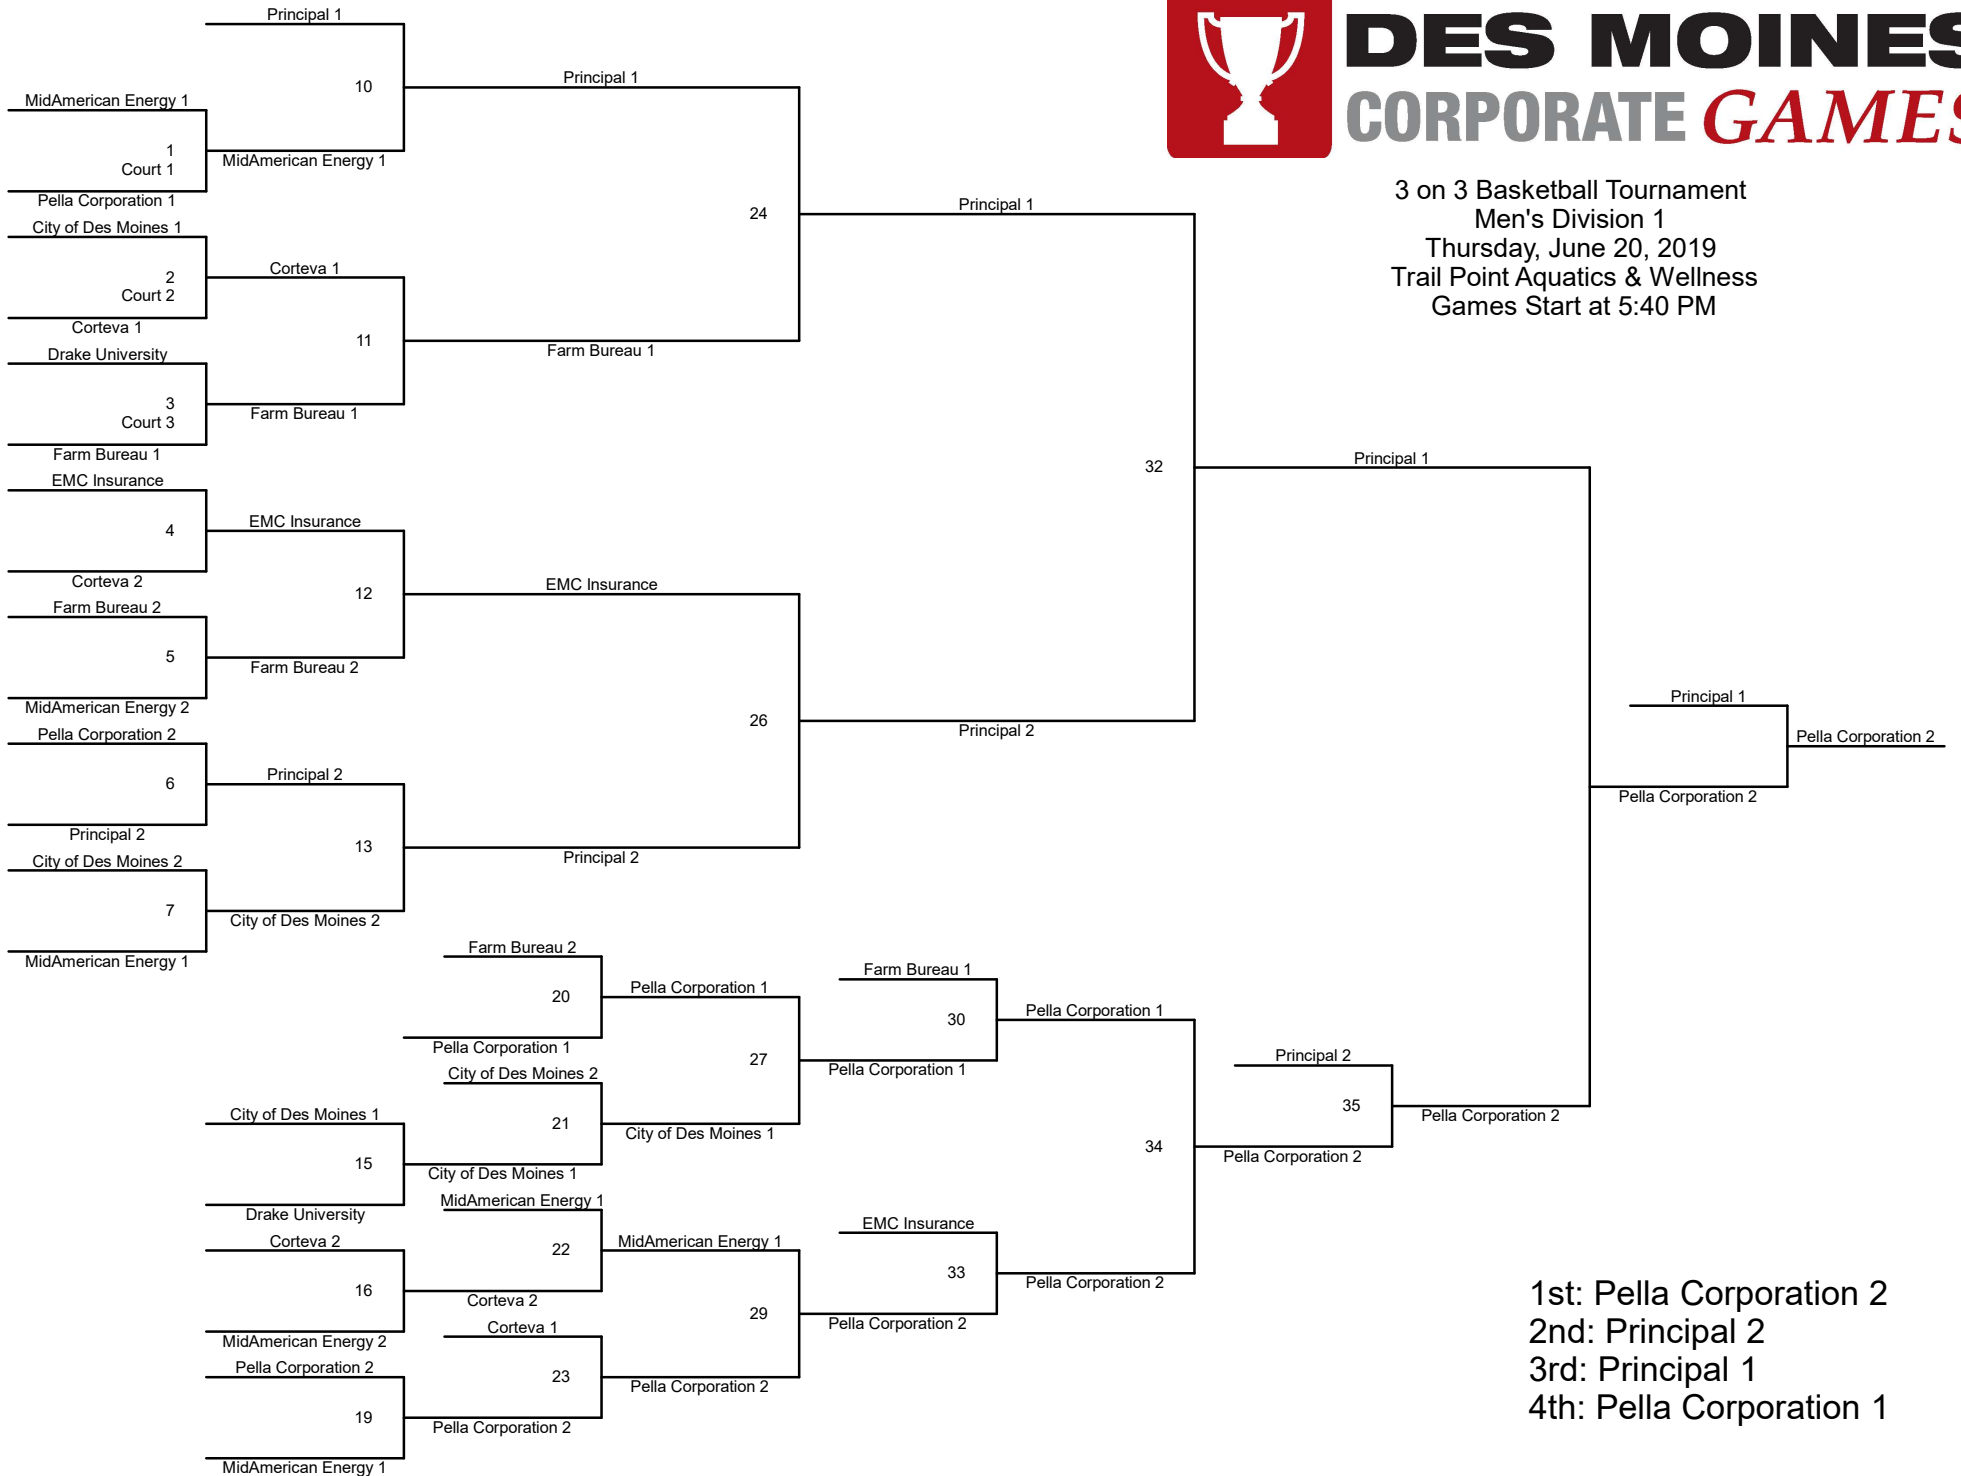 Principal 1
DES MOINES
CORPORATE GAMES
10
Principal 1
MidAmerican Energy 1
1
Court 1
MidAmerican Energy 1
Pella Corporation 1
3 on 3 Basketball Tournament
Men's Division 1
Thursday, June 20, 2019
Trail Point Aquatics & Wellness
Games Start at 5:40 PM
City of Des Moines 1
24
Principal 1
2
Court 2
Corteva 1
Corteva 1
11
Farm Bureau 1
Drake University
3
Court 3
Farm Bureau 1
Farm Bureau 1
32
Principal 1
EMC Insurance
4
EMC Insurance
Corteva 2
12
EMC Insurance
Farm Bureau 2
5
Farm Bureau 2
MidAmerican Energy 2
26
Principal 2
Principal 1
Pella Corporation 2
Pella Corporation 2
Pella Corporation 2
6
Principal 2
Principal 2
13
Principal 2
City of Des Moines 2
7
City of Des Moines 2
MidAmerican Energy 1
Farm Bureau 2
20
Pella Corporation 1
Pella Corporation 1
Farm Bureau 1
30
Pella Corporation 1
27
Pella Corporation 1
City of Des Moines 2
21
City of Des Moines 1
City of Des Moines 1
15
City of Des Moines 1
Drake University
Principal 2
35
Pella Corporation 2
34
Pella Corporation 2
MidAmerican Energy 1
22
MidAmerican Energy 1
Corteva 2
16
Corteva 2
MidAmerican Energy 2
EMC Insurance
33
Pella Corporation 2
29
Pella Corporation 2
Corteva 1
23
Pella Corporation 2
Pella Corporation 2
19
Pella Corporation 2
MidAmerican Energy 1
1st: Pella Corporation 2
2nd: Principal 2
3rd: Principal 1
4th: Pella Corporation 1